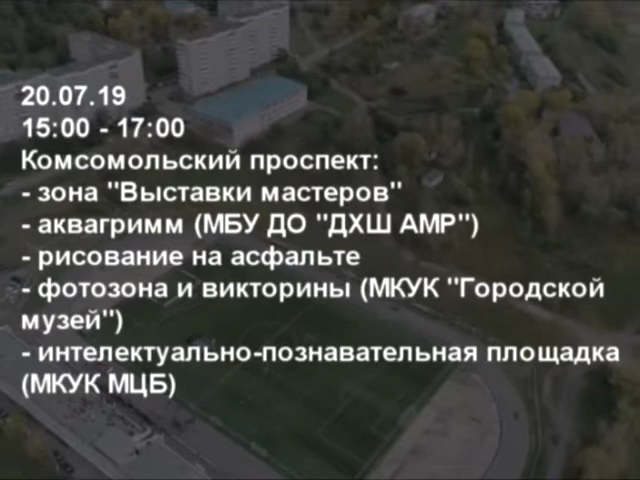 20.07.19
15:00 - 17:00
Комсомольский проспект:
- зона "Выставки мастеров"
- аквагримм (МБУ ДО "ДХШ АМР")
- рисование на асфальте
- фотозона и викторины (МКУК "Городской
музей")
- интелектуально-познавательная площадка
(МКУК МЦБ)